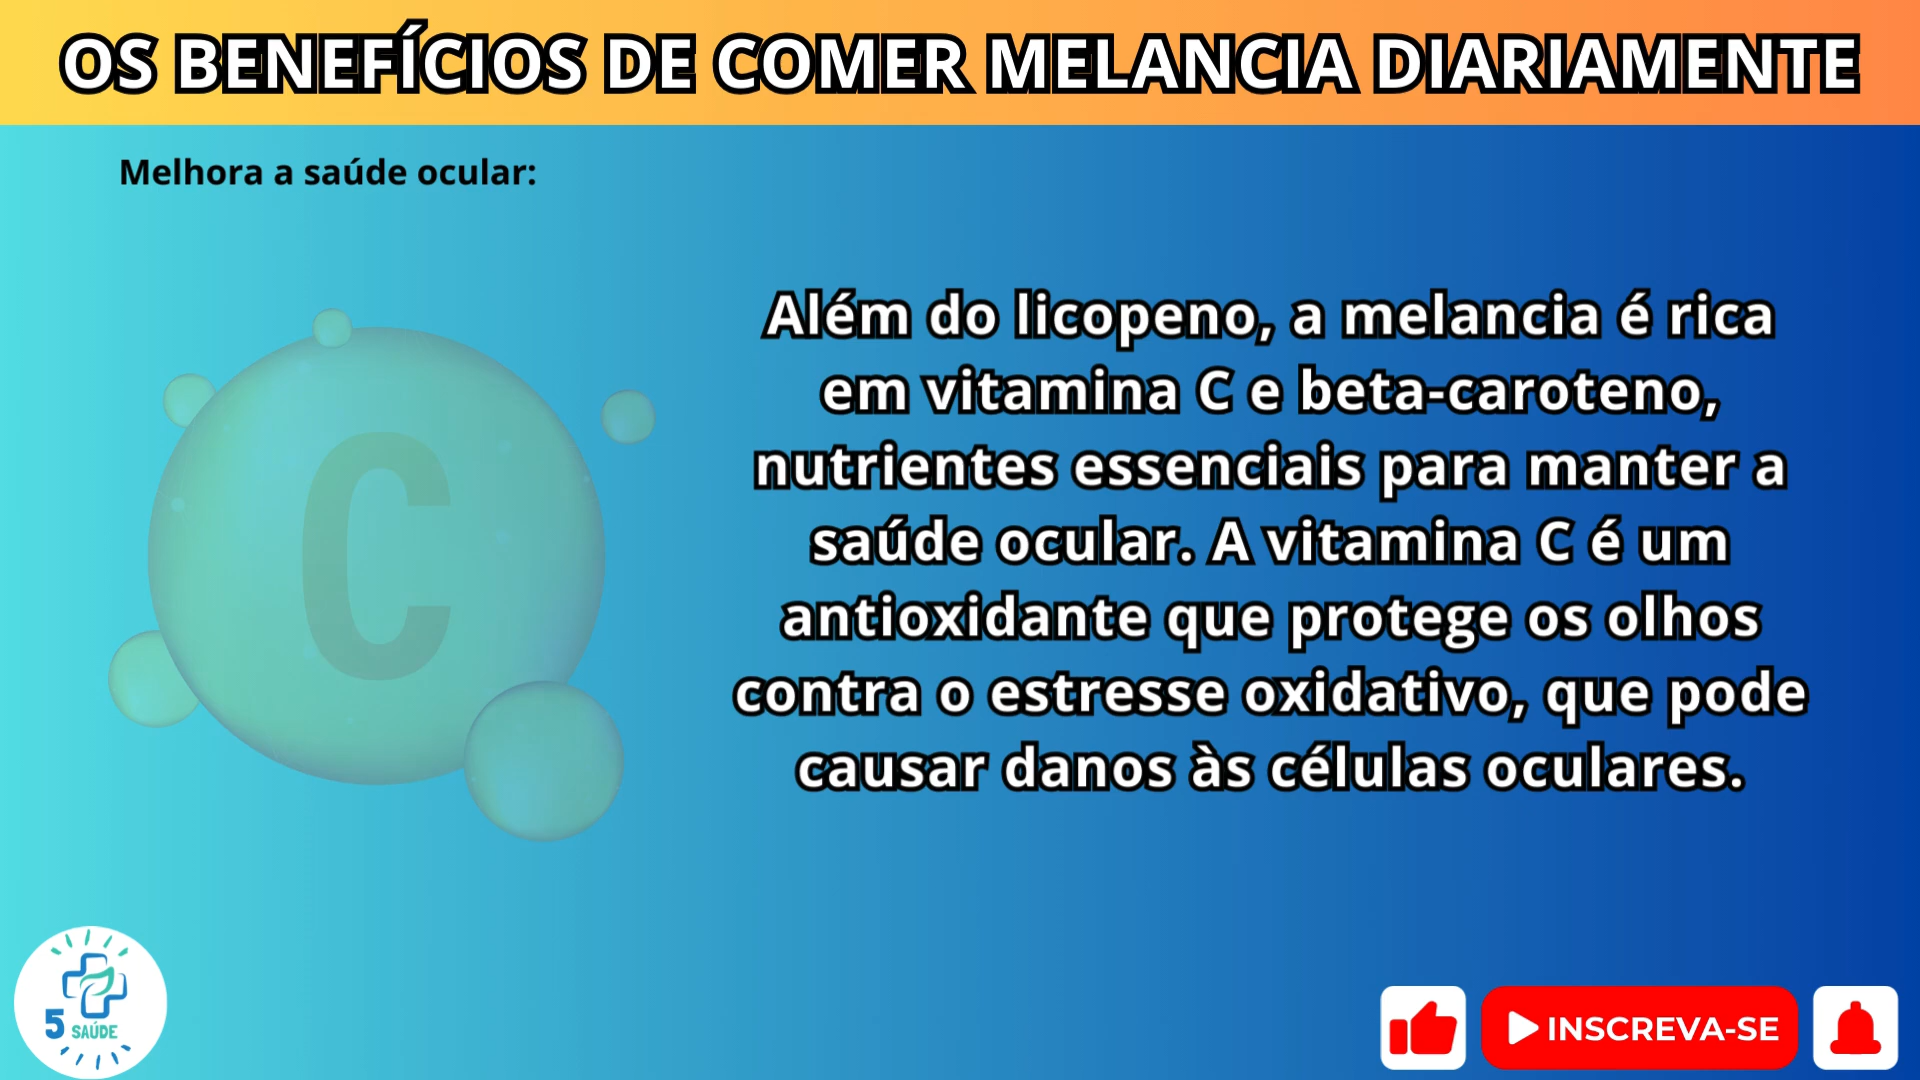 OS BENEFÍCIOS DE COMER MELANCIA DIARIAMENTE
Melhora a saúde ocular:
C
Além do licopeno, a melancia é rica
em vitamina C e beta-caroteno,
nutrientes essenciais para manter a
saúde ocular. A vitamina C é um
antioxidante que protege os olhos
contra o estresse oxidativo, que pode
causar danos às células oculares.
5 SAÚDE
INSCREVA-SE